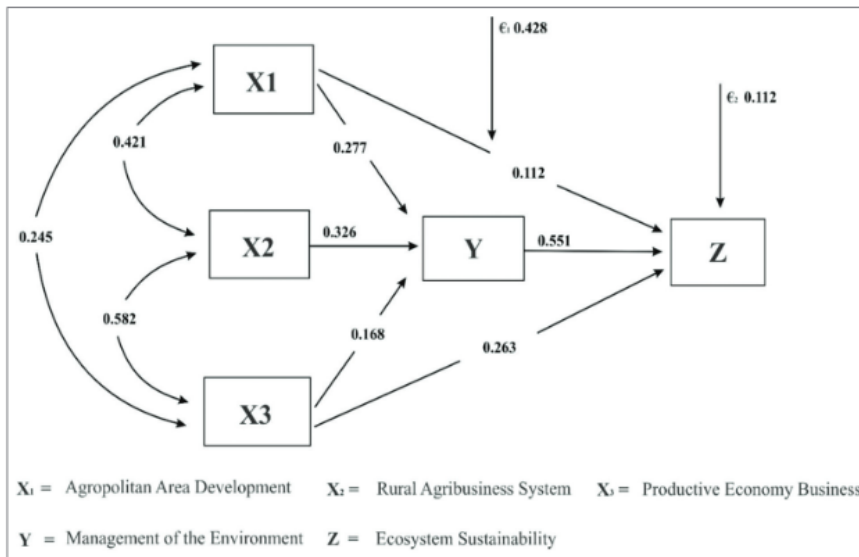 ϵ₁ 0.428
X1
ϵ₂ 0.112
0.421
0.277
0.112
0.245
X2
0.326
Y
0.551
Z
0.582
0.168
0.263
X3
X₁ = Agropolitan Area Development X₂ = Rural Agribusiness System X₃ = Productive Economy Business
Y = Management of the Environment Z = Ecosystem Sustainability